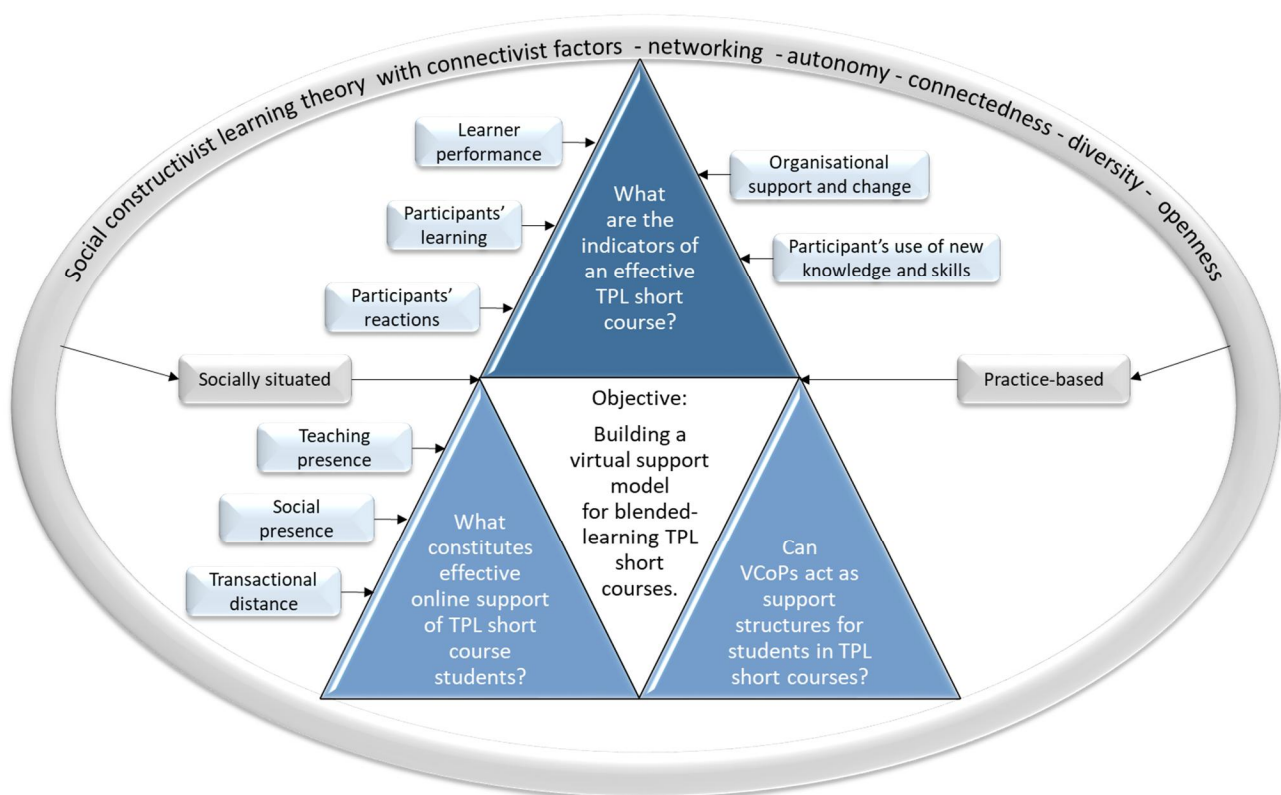 Social constructivist learning theory with connectivist factors - networking - autonomy - connectedness - diversity - openness
Learner
performance
Participants’
learning
Participants’
reactions
What
are the
indicators of
an effective
TPL short
course?
Organisational
support and change
Participant’s use of new
knowledge and skills
Socially situated
Practice-based
Objective:
Building a
virtual support
model
for blended-
learning TPL
short
courses.
Teaching
presence
Social
presence
Transactional
distance
What
constitutes
effective
online support
of TPL short
course
students?
Can
VCoPs act as
support
structures for
students in TPL
short courses?